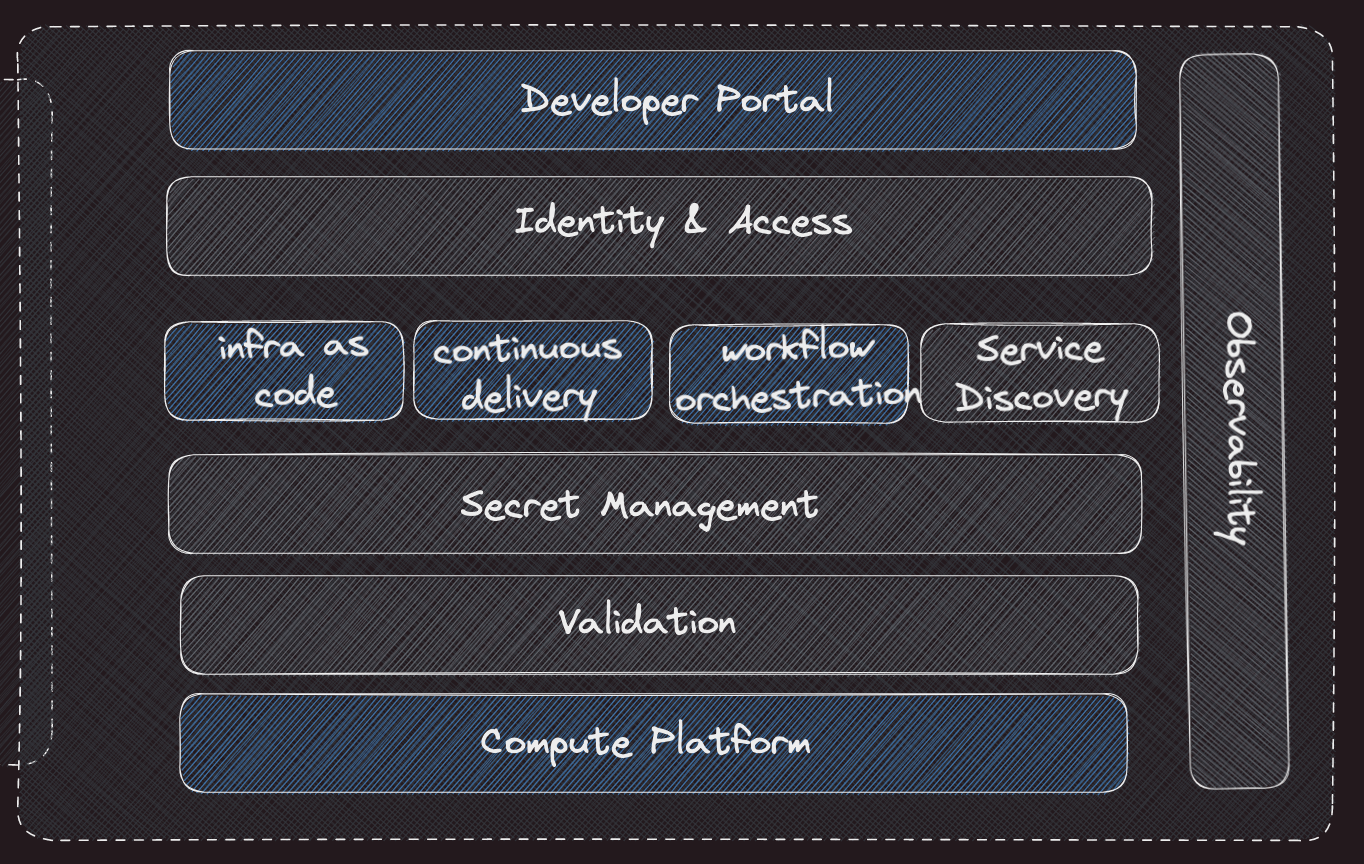 Developer Portal
Identity & Access
infra as
code
continuous
delivery
workflow
orchestration
Service
Discovery
Secret Management
Validation
Compute Platform
Observability